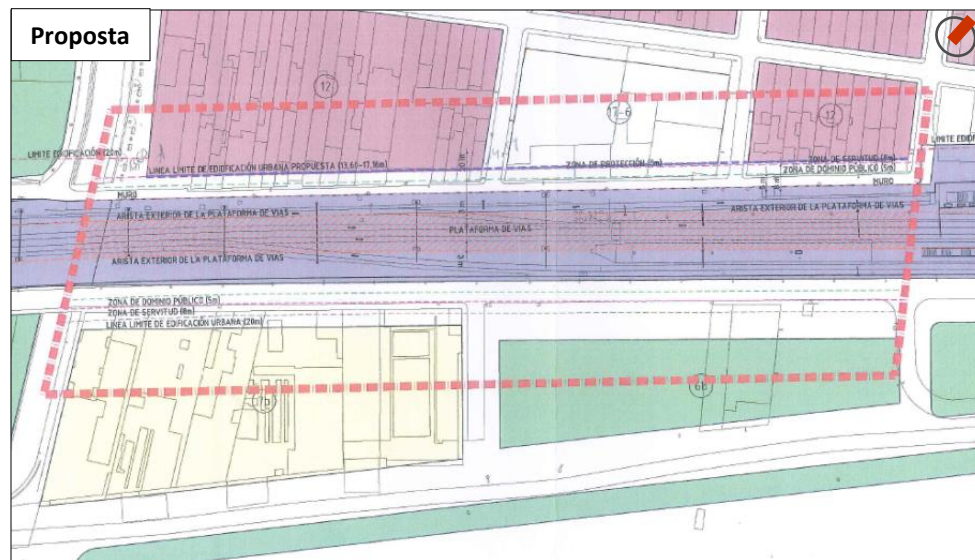 Proposta
12
17-6
12
LIMITE EDIFICACIÓN (20m)
LINEA LIMITE DE EDIFICACIÓN URBANA PROPUESTA (13,60-17,16m)
ZONA DE PROTECCIÓN
ZONA DE SERVITUD (8m)
ZONA DE DOMINIO PÚBLICO (5m)
LIMITE
MURO
MURO
ARISTA EXTERIOR DE LA PLATAFORMA DE VIAS
ARISTA EXTERIOR DE LA PLATAFORMA DE VIAS
PLATAFORMA DE VIAS
ARISTA EXTERIOR DE LA PLATAFORMA DE VIAS
ZONA DE DOMINIO PÚBLICO (5m)
ZONA DE SERVITUD (8m)
LINEA LIMITE DE EDIFICACIÓN URBANA (20m)
7b
6b